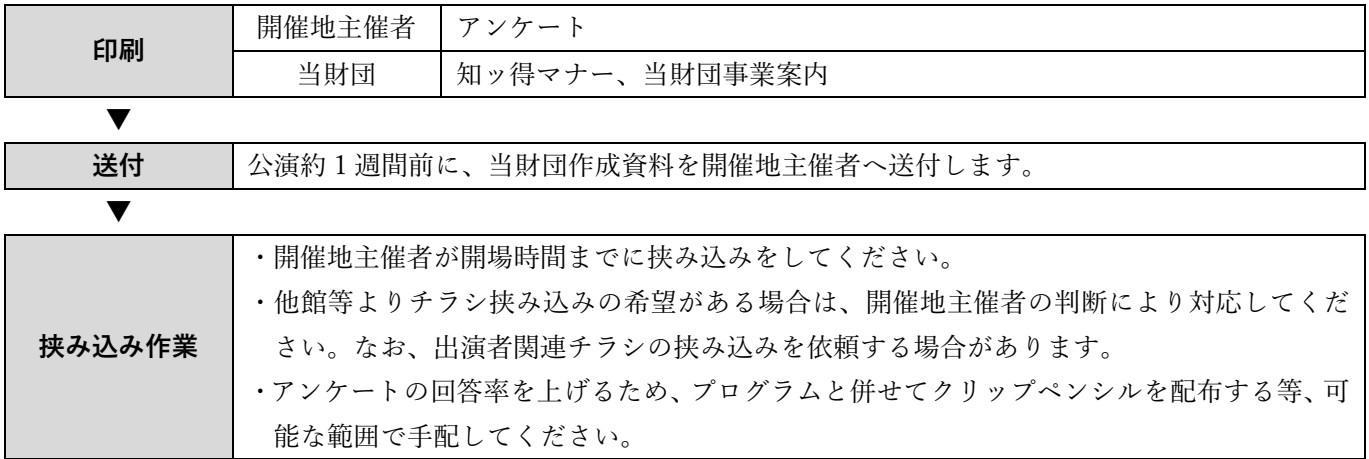 印刷
開催地主催者 アンケート
当財団 知ッ得マナー、当財団事業案内
▼
送付 公演約1週間前に、当財団作成資料を開催地主催者へ送付します。
▼
挟み込み作業
・開催地主催者が開場時間までに挟み込みをしてください。
・他館等よりチラシ挟み込みの希望がある場合は、開催地主催者の判断により対応してくだ
さい。なお、出演者関連チラシの挟み込みを依頼する場合があります。
・アンケートの回答率を上げるため、プログラムと併せてクリップペンシルを配布する等、可
能な範囲で手配してください。